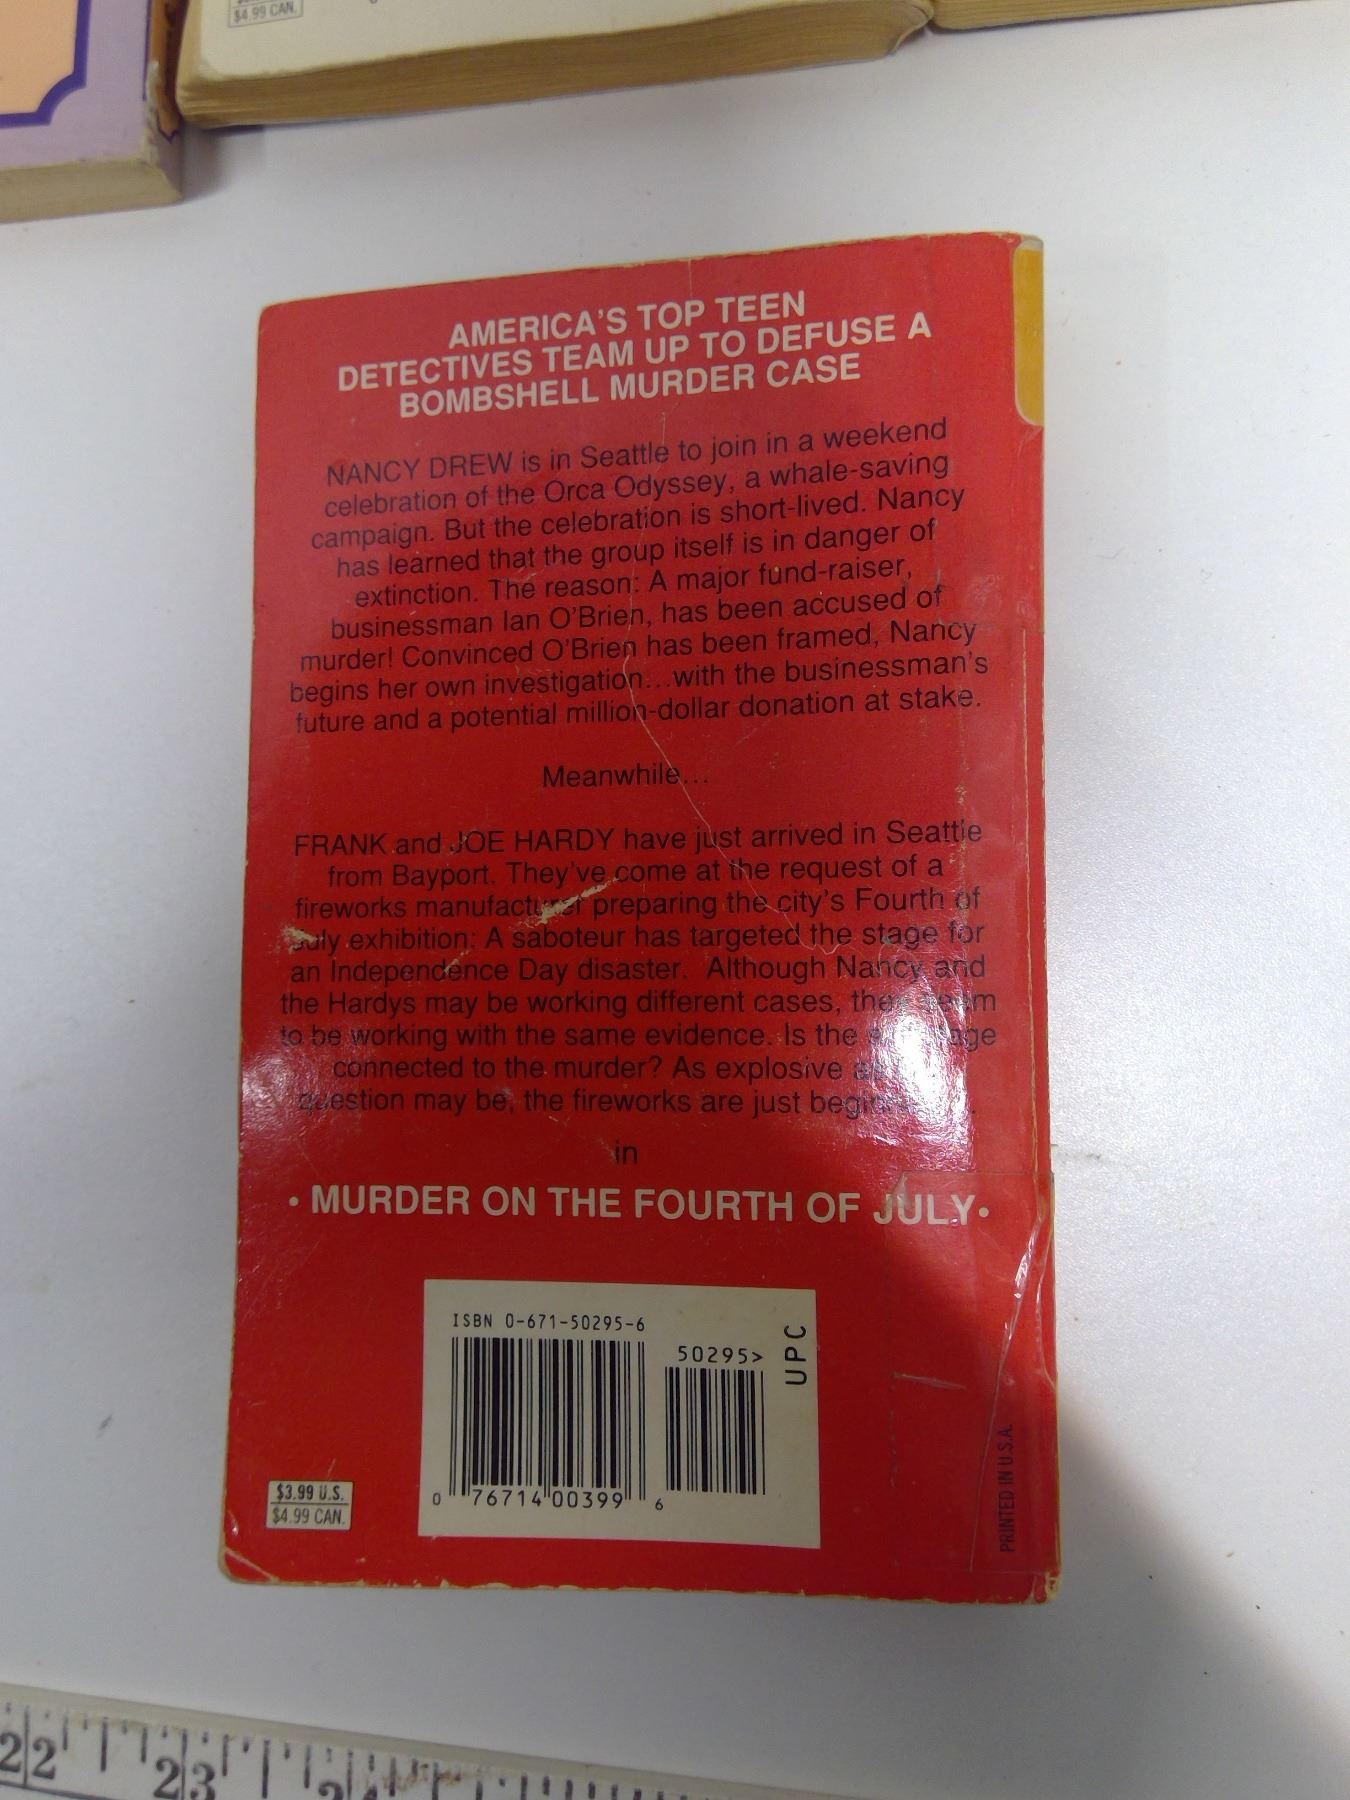 $4.99 CAN.
AMERICA'S TOP TEEN
DETECTIVES TEAM UP TO DEFUSE A
BOMBSHELL MURDER CASE
NANCY DREW is in Seattle to join in a weekend
celebration of the Orca Odyssey, a whale-saving
campaign. But the celebration is short-lived. Nancy
has learned that the group itself is in danger of
extinction. The reason: A major fund-raiser,
businessman Ian O'Brien, has been accused of
murder! Convinced O'Brien has been framed, Nancy
begins her own investigation...with the businessman's
future and a potential million-dollar donation at stake.
Meanwhile...
FRANK and JOE HARDY have just arrived in Seattle
from Bayport. They've come at the request of a
fireworks manufacturer preparing the city's Fourth of
July exhibition: A saboteur has targeted the stage for
an Independence Day disaster. Although Nancy and
the Hardys may be working different cases, they seem
to be working with the same evidence. Is the
connected to the murder? As explosive as
question may be, the fireworks are just
in
• MURDER ON THE FOURTH OF JULY•
ISBN 0-671-50295-6
50295>
UPC
0 76714 00399 6
$3.99 U.S.
$4.99 CAN.
PRINTED IN U.S.A.
22 23 24